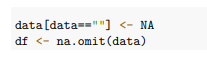 data[data==""] <- NA
df <- na.omit(data)